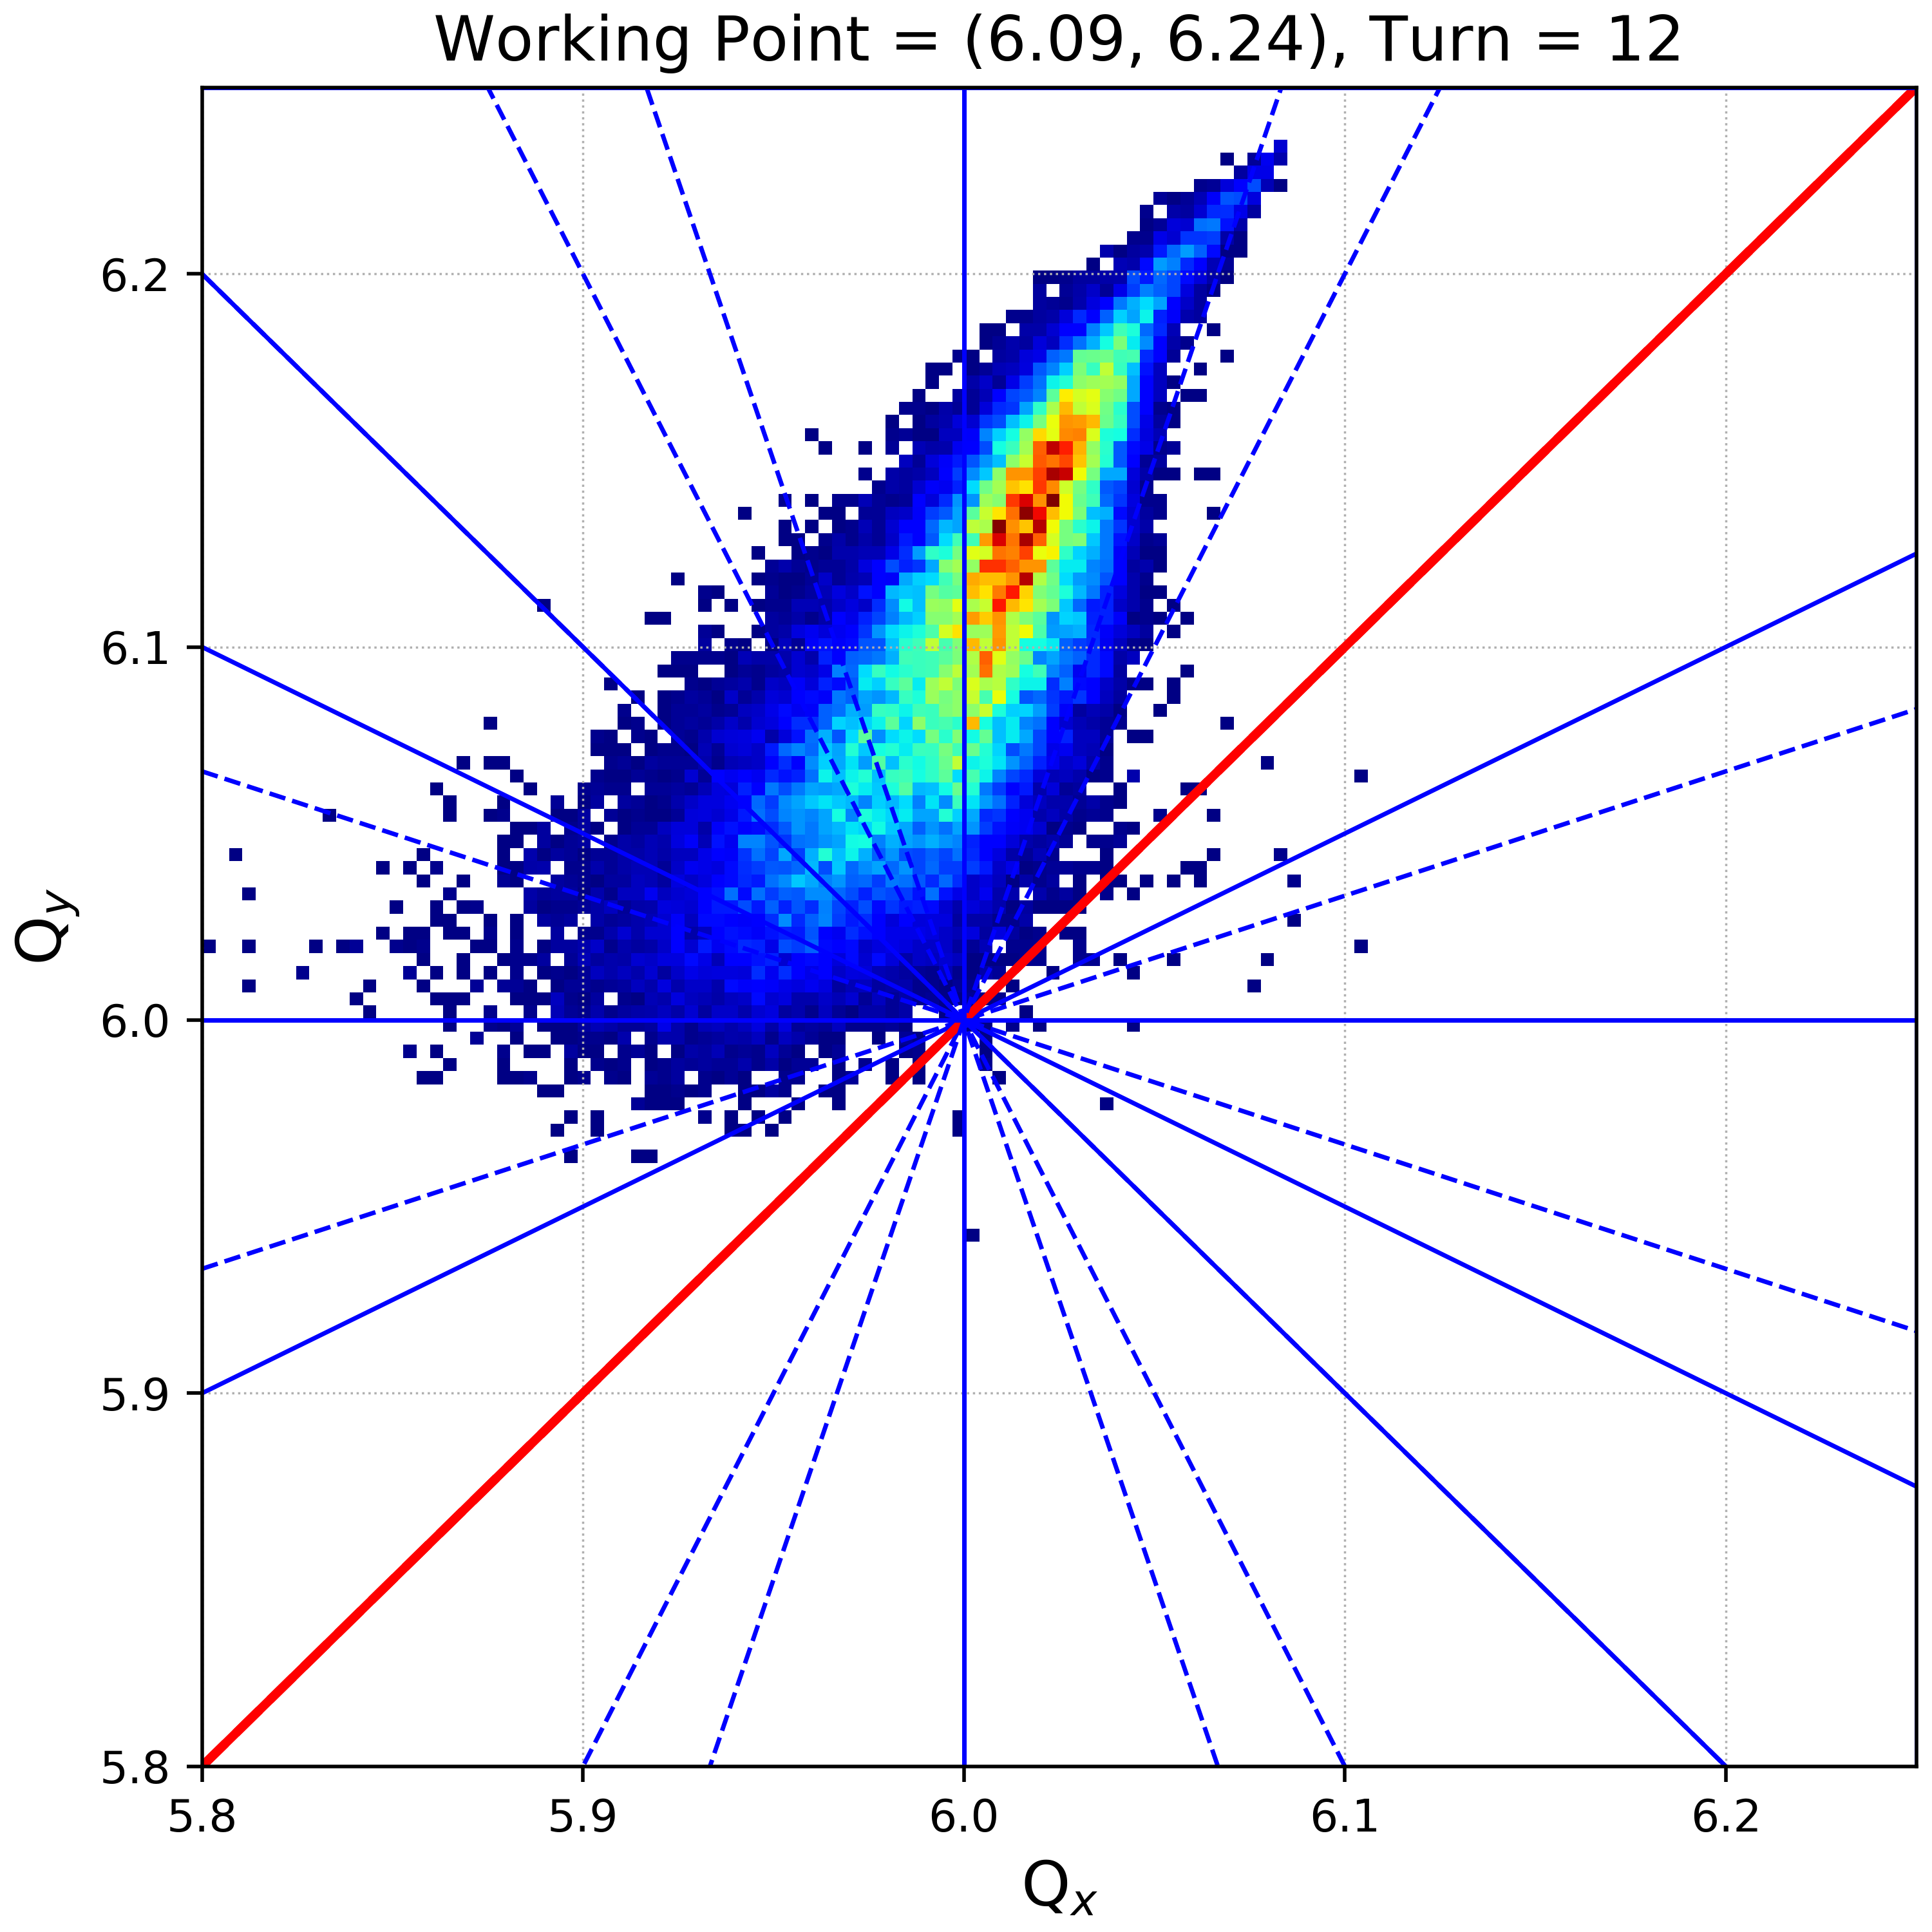 Working Point = (6.09, 6.24), Turn = 12
6.2
6.1
6.0
5.9
5.8
Qy
5.8 5.9 6.0 6.1 6.2
Qx